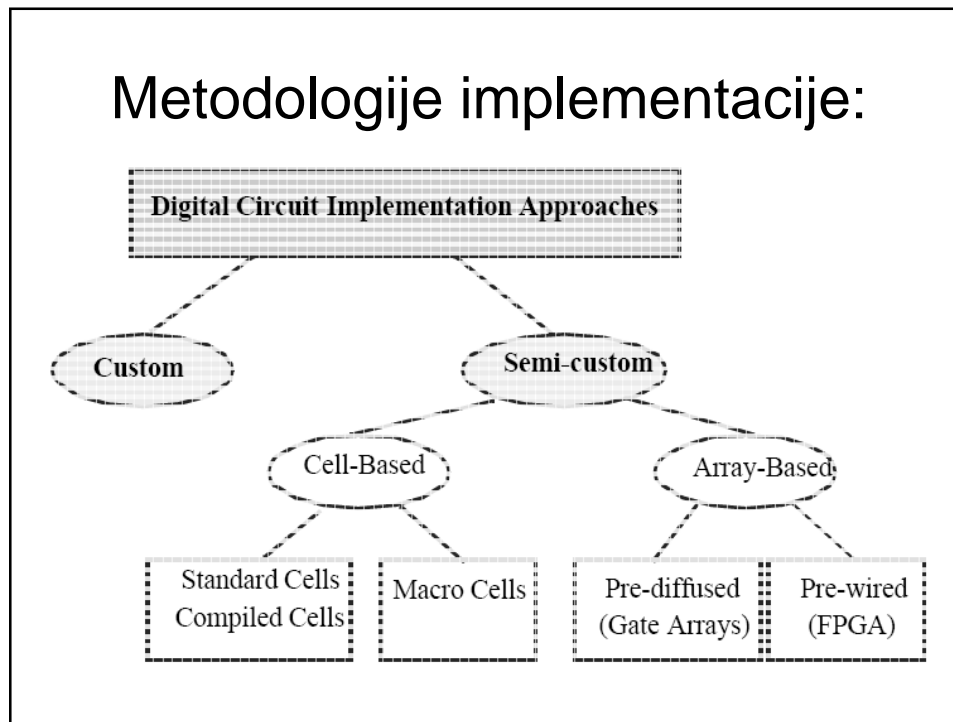 Metodologije implementacije:
Digital Circuit Implementation Approaches
Custom
Semi-custom
Cell-Based
Array-Based
Standard Cells
Compiled Cells
Macro Cells
Pre-diffused
(Gate Arrays)
Pre-wired
(FPGA)